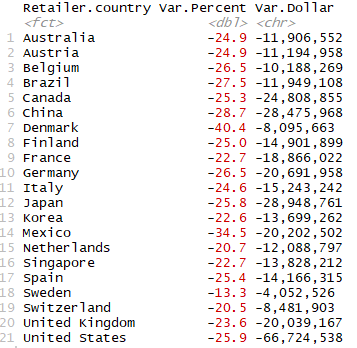 Retailer.country Var.Percent Var.Dollar
<fct> <dbl> <chr>
1 Australia -24.9 -11,906,552
2 Austria -24.9 -11,194,958
3 Belgium -26.5 -10,188,269
4 Brazil -27.5 -11,949,108
5 Canada -25.3 -24,808,855
6 China -28.7 -28,475,968
7 Denmark -40.4 -8,095,663
8 Finland -25.0 -14,901,899
9 France -22.7 -18,866,022
10 Germany -26.5 -20,691,958
11 Italy -24.6 -15,243,242
12 Japan -25.8 -28,948,761
13 Korea -22.6 -13,699,262
14 Mexico -34.5 -20,202,502
15 Netherlands -20.7 -12,088,797
16 Singapore -22.7 -13,828,212
17 Spain -25.4 -14,166,315
18 Sweden -13.3 -4,052,526
19 Switzerland -20.5 -8,481,903
20 United Kingdom -23.6 -20,039,167
21 United States -25.9 -66,724,538